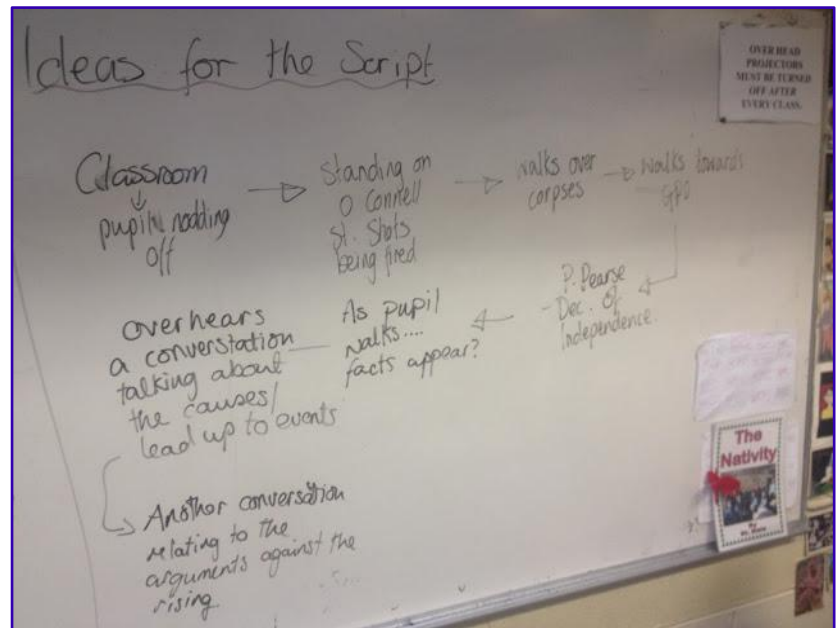 Ideas for the Script
OVER HEAD
PROJECTORS
MUST BE TURNED
OFF AFTER
EVERY CLASS.
Classroom
pupil nodding
off
Standing on
O Connell
St. Shots
being fired
walks over
corpses
walks towards
GPO
P. Pearse
Dec. of
Independence.
As pupil
walks....
facts appear?
overhears
a converstation
talking about
the causes/
lead up to events
Another conversation
relating to the
arguments against the
rising.
The
Nativity
By